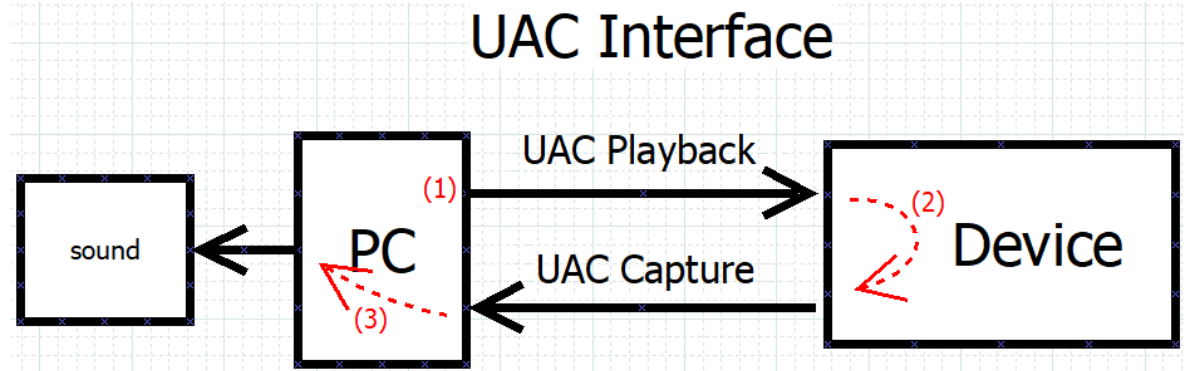 UAC Interface
UAC Playback
(1)
(2)
sound
PC
Device
UAC Capture
(3)